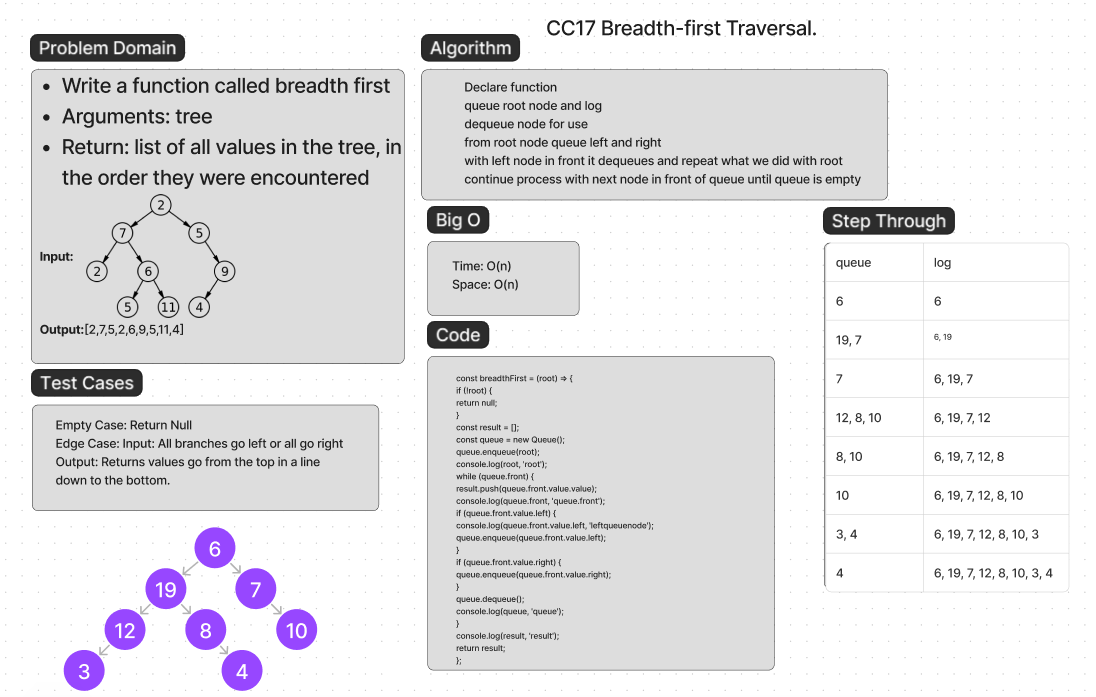 CC17 Breadth-first Traversal.
Problem Domain
• Write a function called breadth first
• Arguments: tree
• Return: list of all values in the tree, in
the order they were encountered
2
7
5
Input:
2
6
9
5
11
4
Output:[2,7,5,2,6,9,5,11,4]
Test Cases
Empty Case: Return Null
Edge Case: Input: All branches go left or all go right
Output: Returns values go from the top in a line
down to the bottom.
6
19
7
12
8
10
3
4
Algorithm
Declare function
queue root node and log
dequeue node for use
from root node queue left and right
with left node in front it dequeues and repeat what we did with root
continue process with next node in front of queue until queue is empty
Big O
Time: O(n)
Space: O(n)
Code
const breadthFirst = (root) => {
if (!root) {
return null;
}
const result = [];
const queue = new Queue();
queue.enqueue(root);
console.log(root, 'root');
while (queue.front) {
result.push(queue.front.value.value);
console.log(queue.front, 'queue.front');
if (queue.front.value.left) {
console.log(queue.front.value.left, 'leftqueuenode');
queue.enqueue(queue.front.value.left);
}
if (queue.front.value.right) {
queue.enqueue(queue.front.value.right);
}
queue.dequeue();
console.log(queue, 'queue');
}
console.log(result, 'result');
return result;
};
Step Through
queue log
6 6
19, 7 6, 19
7 6, 19, 7
12, 8, 10 6, 19, 7, 12
8, 10 6, 19, 7, 12, 8
10 6, 19, 7, 12, 8, 10
3, 4 6, 19, 7, 12, 8, 10, 3
4 6, 19, 7, 12, 8, 10, 3, 4